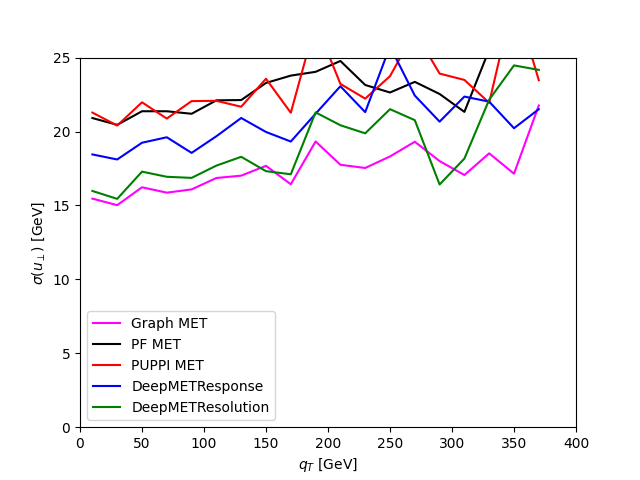 25
20
15
10
5
0
σ(u⊥) [GeV]
Graph MET
PF MET
PUPPI MET
DeepMETResponse
DeepMETResolution
0 50 100 150 200 250 300 350 400
qT [GeV]